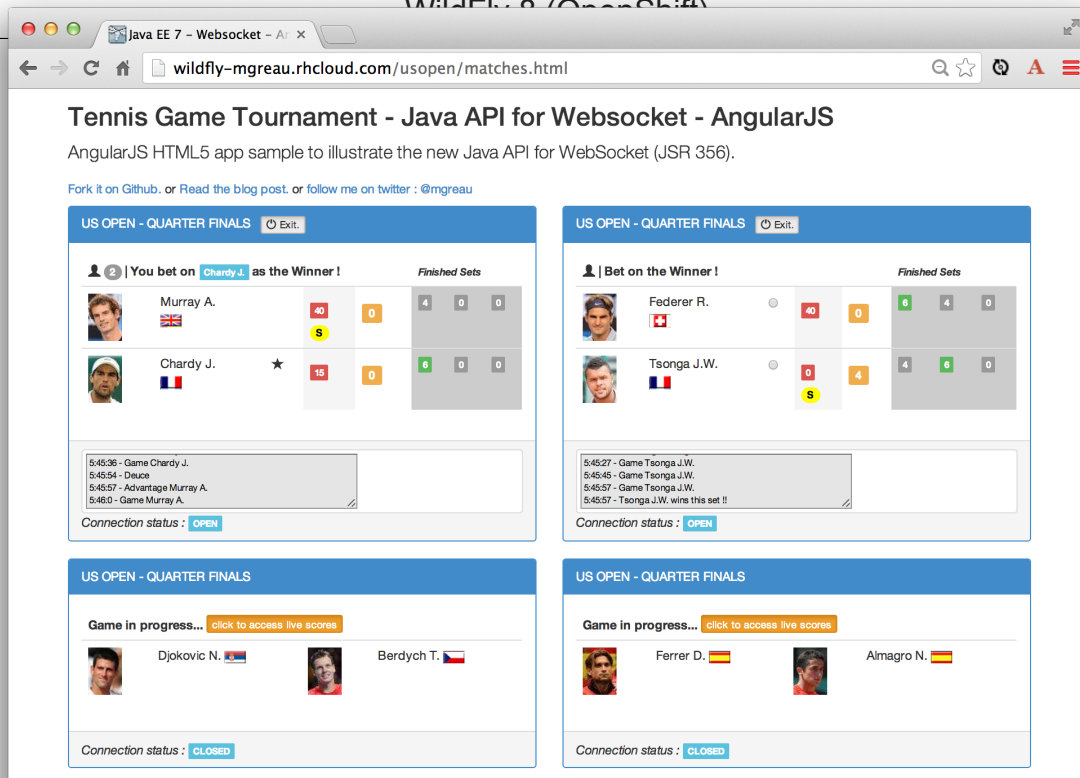 WildFly 8 (OpenShift)
Java EE 7 - Websocket - A
wildfly-mgreau.rhcloud.com/usopen/matches.html
Tennis Game Tournament - Java API for Websocket - AngularJS
AngularJS HTML5 app sample to illustrate the new Java API for WebSocket (JSR 356).
Fork it on Github. or Read the blog post. or follow me on twitter : @mgreau
US OPEN - QUARTER FINALS Exit.
2 | You bet on Chardy J. as the Winner ! Finished Sets
Murray A. 40 0 4 0 0
S
Chardy J. 15 0 6 0 0
5:45:36 - Game Chardy J.
5:45:54 - Deuce
5:45:57 - Advantage Murray A.
5:46:0 - Game Murray A.
Connection status : OPEN
US OPEN - QUARTER FINALS Exit.
| Bet on the Winner ! Finished Sets
Federer R. 40 0 6 4 0
Tsonga J.W. 0 4 4 6 0
S
5:45:27 - Game Tsonga J.W.
5:45:45 - Game Tsonga J.W.
5:45:57 - Game Tsonga J.W.
5:45:57 - Tsonga J.W. wins this set !!
Connection status : OPEN
US OPEN - QUARTER FINALS
Game in progress... click to access live scores
Djokovic N. Berdych T.
Connection status : CLOSED
US OPEN - QUARTER FINALS
Game in progress... click to access live scores
Ferrer D. Almagro N.
Connection status : CLOSED